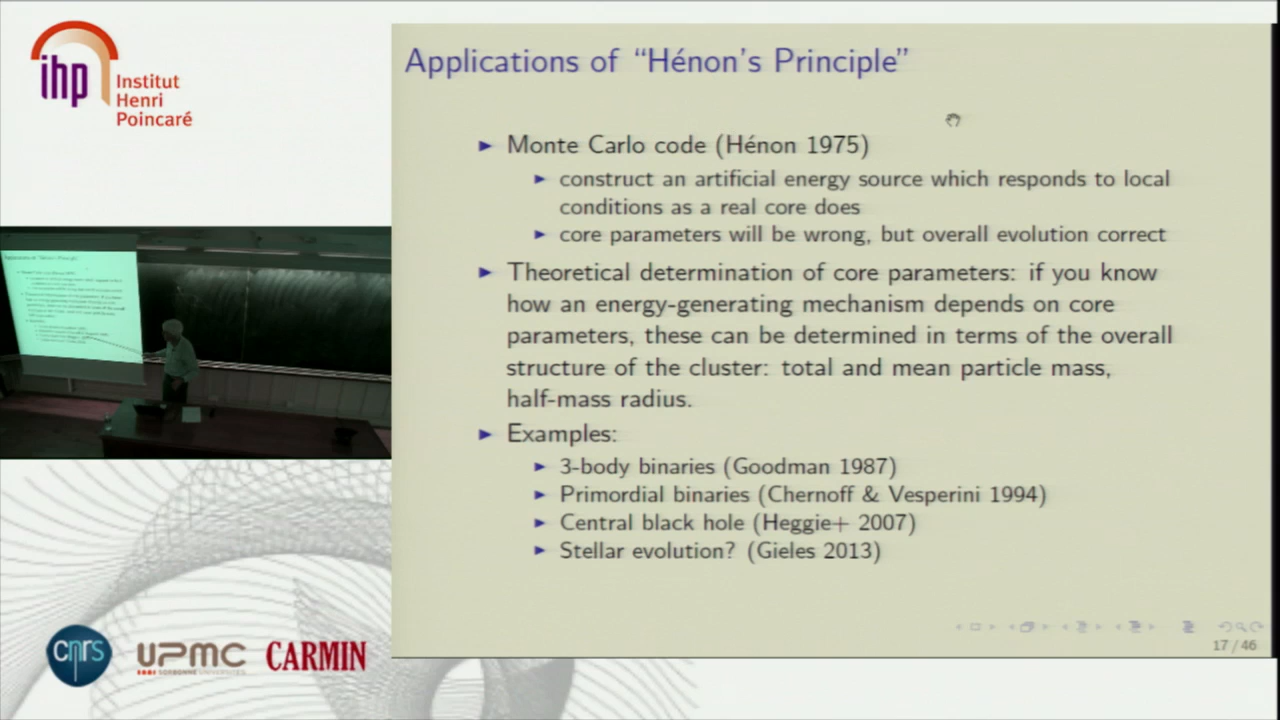 ihp
Institut
Henri
Poincaré
Applications of “Hénon’s Principle”
Monte Carlo code (Hénon 1975)
construct an artificial energy source which responds to local
conditions as a real core does
core parameters will be wrong, but overall evolution correct
Theoretical determination of core parameters: if you know
how an energy-generating mechanism depends on core
parameters, these can be determined in terms of the overall
structure of the cluster: total and mean particle mass,
half-mass radius.
Examples:
3-body binaries (Goodman 1987)
Primordial binaries (Chernoff & Vesperini 1994)
Central black hole (Heggie+ 2007)
Stellar evolution? (Gieles 2013)
17 / 46
cnrs
UPMC
SORBONNE UNIVERSITÉS
CARMIN